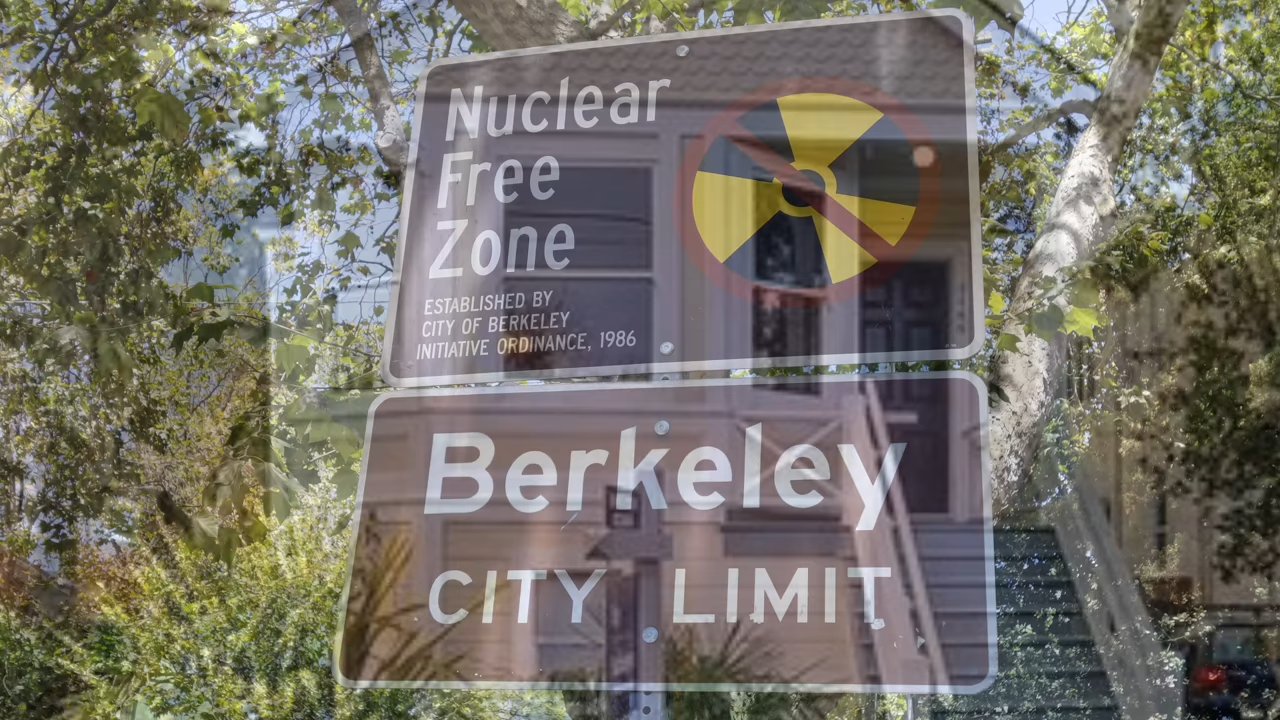 Nuclear
Free
Zone
ESTABLISHED BY
CITY OF BERKELEY
INITIATIVE ORDINANCE, 1986
Berkeley
CITY LIMIT